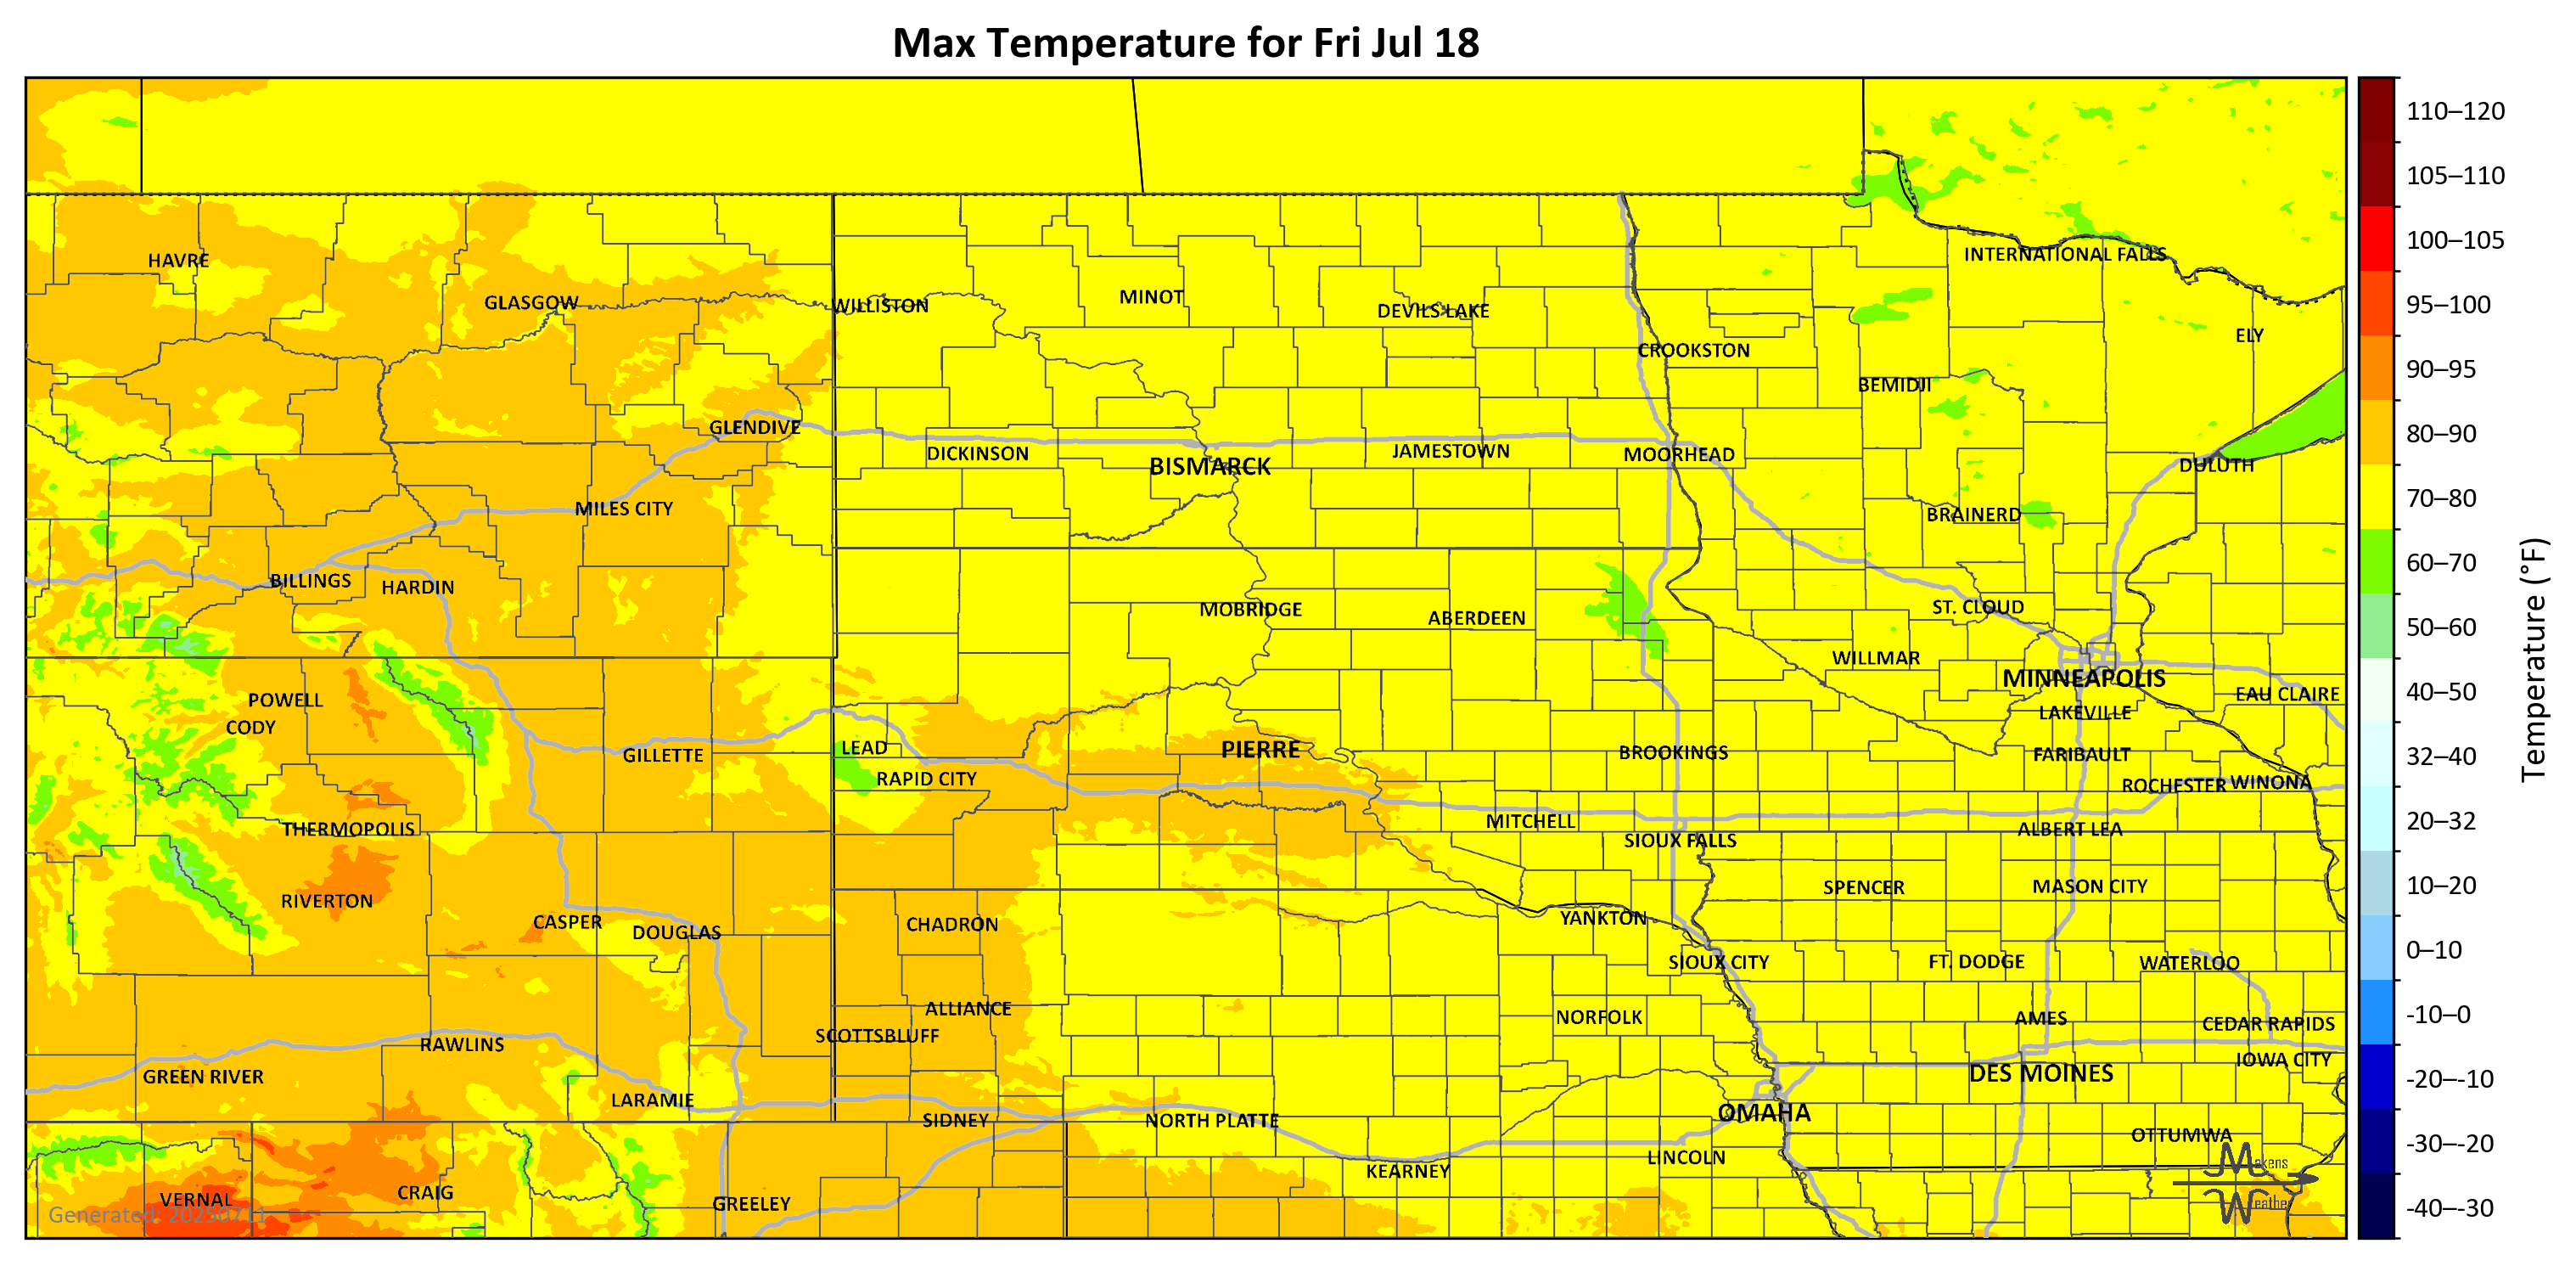 Max Temperature for Fri Jul 18
110–120
105–110
100–105
95–100
90–95
80–90
70–80
60–70
50–60
40–50
32–40
20–32
10–20
0–10
-10–0
-20–-10
-30–-20
-40–-30
Temperature (°F)
INTERNATIONAL FALLS
HAVRE
GLASGOW
WILLISTON
MINOT
DEVILS LAKE
ELY
CROOKSTON
BEMIDJI
GLENDIVE
DICKINSON
BISMARCK
JAMESTOWN
MOORHEAD
DULUTH
MILES CITY
BRAINERD
BILLINGS
HARDIN
MOBRIDGE
ABERDEEN
ST. CLOUD
WILLMAR
MINNEAPOLIS
EAU CLAIRE
POWELL
CODY
LAKEVILLE
GILLETTE
LEAD
PIERRE
BROOKINGS
FARIBAULT
RAPID CITY
ROCHESTER
WINONA
THERMOPOLIS
MITCHELL
SIOUX FALLS
ALBERT LEA
RIVERTON
SPENCER
MASON CITY
CASPER
DOUGLAS
CHADRON
YANKTON
SIOUX CITY
FT. DODGE
WATERLOO
ALLIANCE
NORFOLK
AMES
CEDAR RAPIDS
SCOTTSBLUFF
RAWLINS
IOWA CITY
GREEN RIVER
DES MOINES
LARAMIE
SIDNEY
NORTH PLATTE
OMAHA
OTTUMWA
KEARNEY
LINCOLN
VERNAL
CRAIG
GREELEY
Generated: 20250711
Makens
Weather